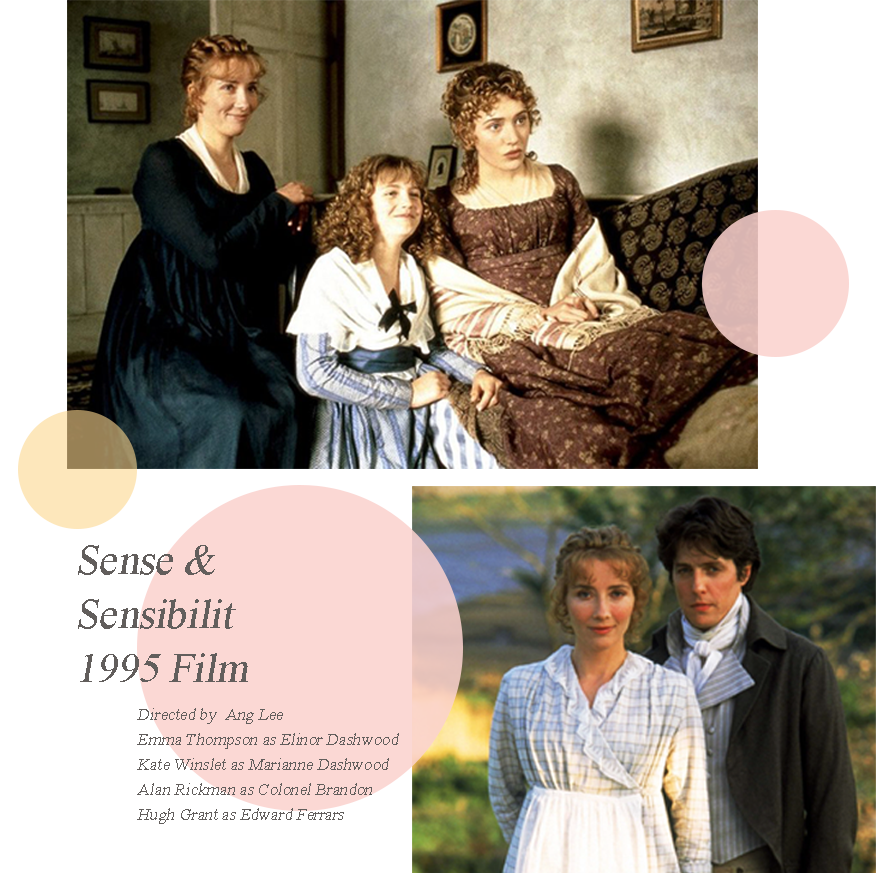 Sense &
Sensibilit
1995 Film
Directed by  Ang Lee
Emma Thompson as Elinor Dashwood
Kate Winslet as Marianne Dashwood
Alan Rickman as Colonel Brandon
Hugh Grant as Edward Ferrars